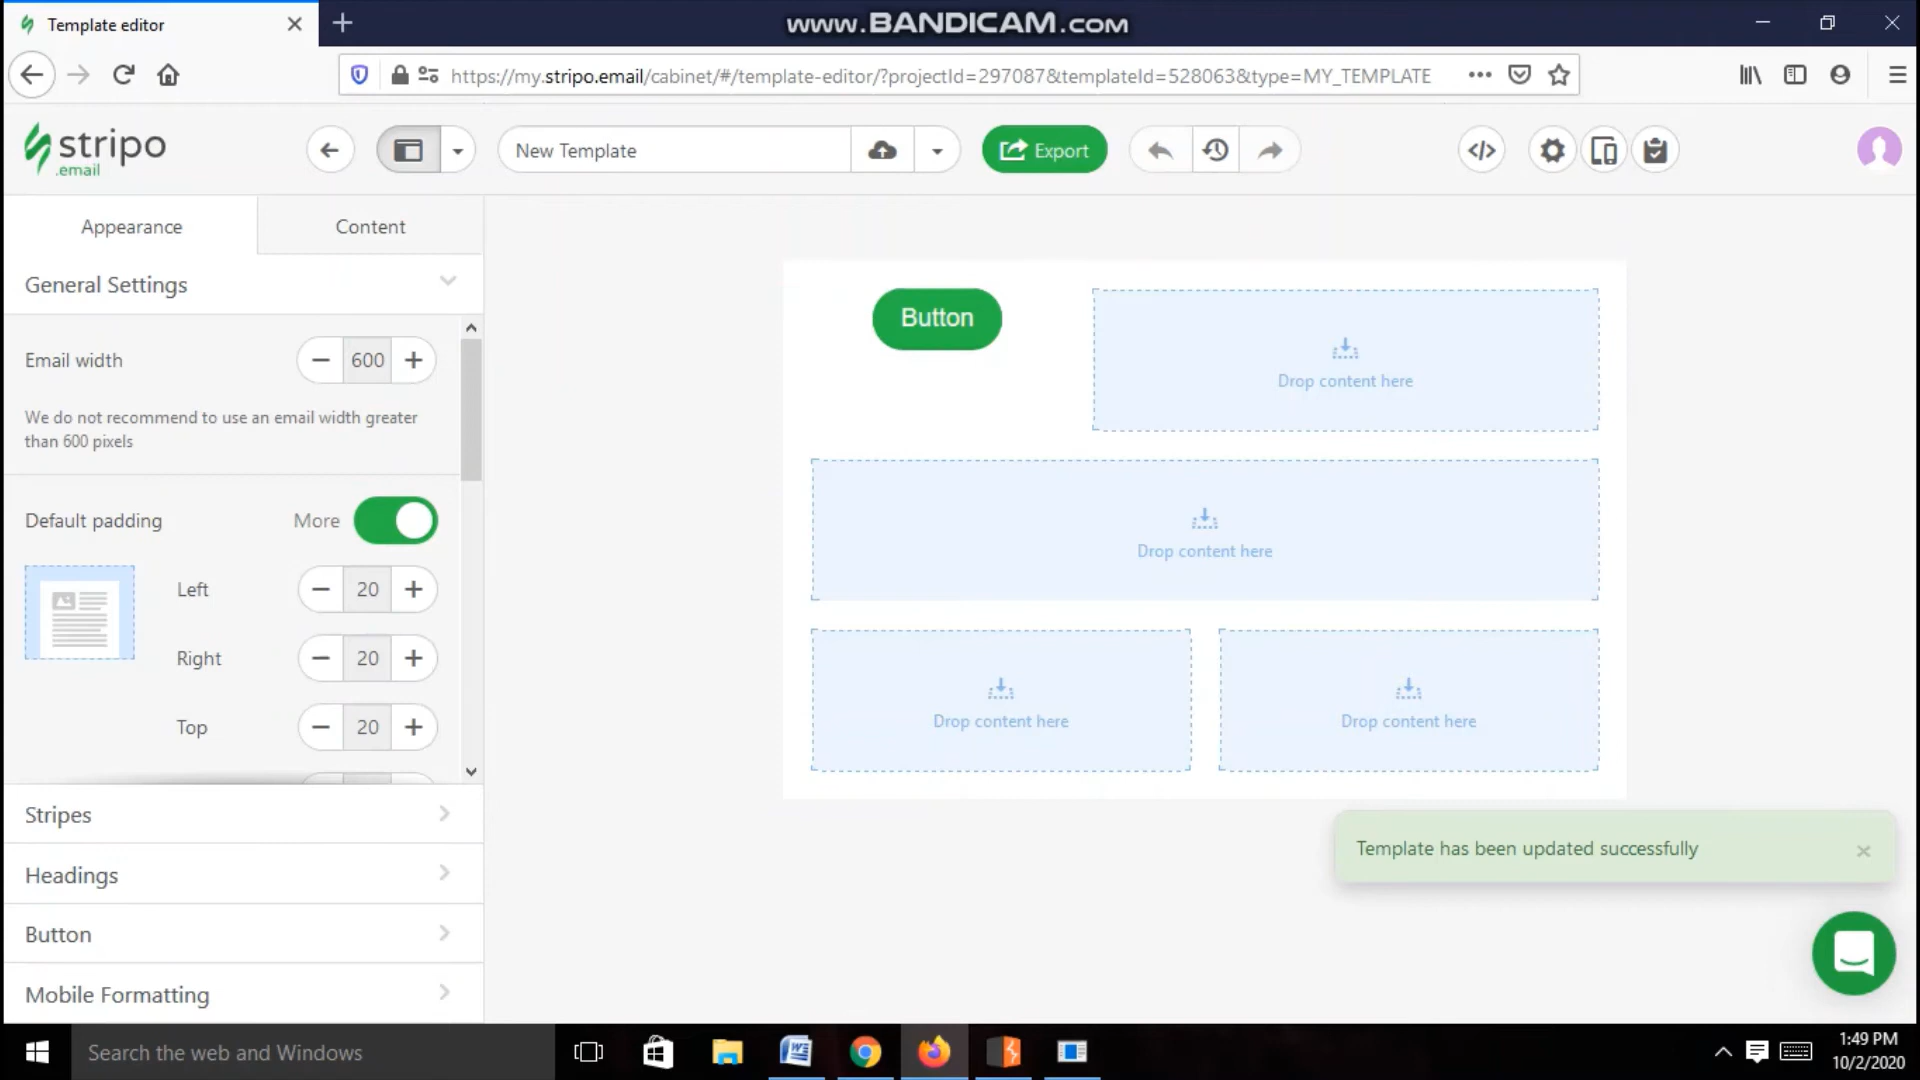 Template editor
www.BANDICAM.com
https://my.stripo.email/cabinet/#/template-editor/?projectId=297087&templateId=528063&type=MY_TEMPLATE
stripo
.email
New Template
Export
Appearance
Content
General Settings
Email width
600
We do not recommend to use an email width greater
than 600 pixels
Default padding
More
Left
20
Right
20
Top
20
Stripes
Headings
Button
Mobile Formatting
Button
Drop content here
Drop content here
Drop content here
Drop content here
Template has been updated successfully
Search the web and Windows
1:49 PM
10/2/2020